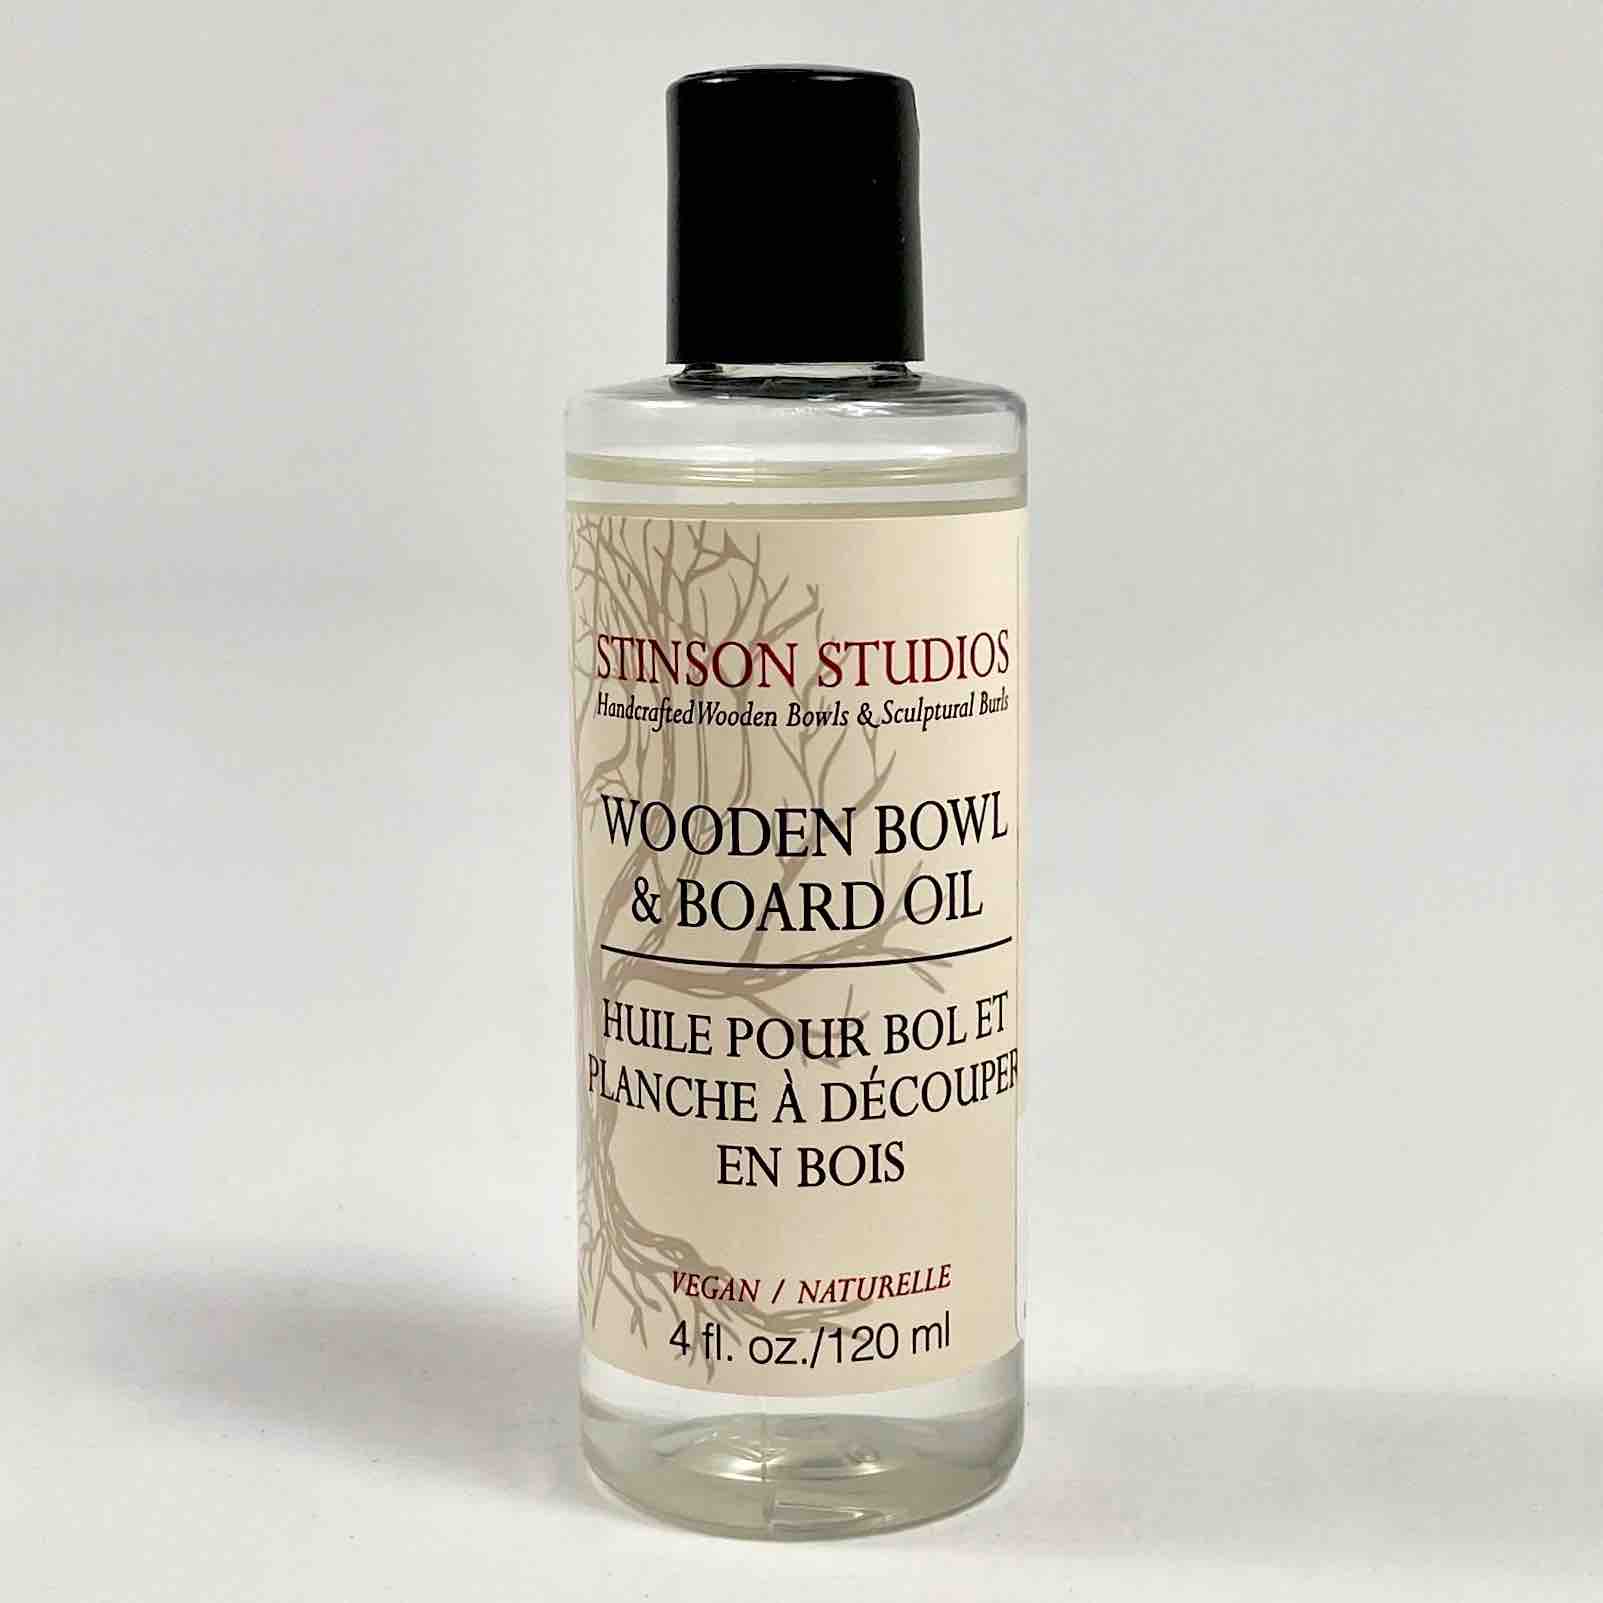 STINSON STUDIOS
Handcrafted Wooden Bowls & Sculptural Burls
WOODEN BOWL
& BOARD OIL
HUILE POUR BOL ET
PLANCHE À DÉCOUPER
EN BOIS
VEGAN / NATURELLE
4 fl. oz./120 ml